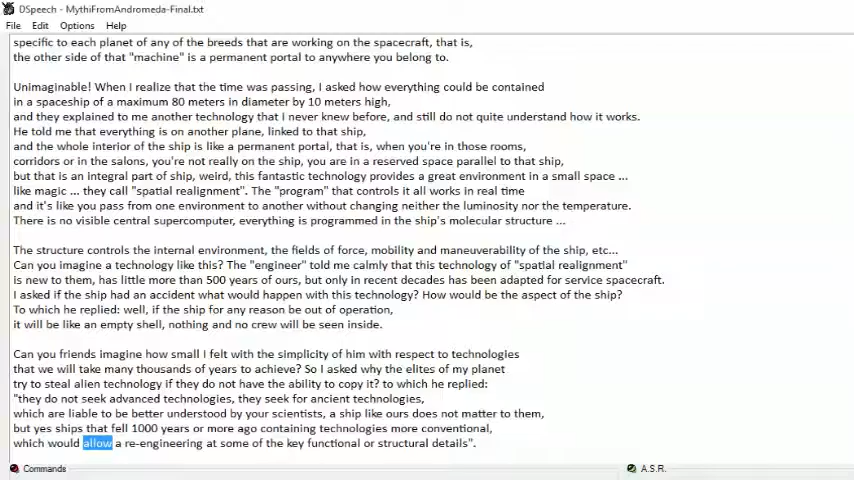 DSpeech - MythiFromAndromeda-Final.txt
File Edit Options Help
specific to each planet of any of the breeds that are working on the spacecraft, that is,
the other side of that "machine" is a permanent portal to anywhere you belong to.
Unimaginable! When I realize that the time was passing, I asked how everything could be contained
in a spaceship of a maximum 80 meters in diameter by 10 meters high,
and they explained to me another technology that I never knew before, and still do not quite understand how it works.
He told me that everything is on another plane, linked to that ship,
and the whole interior of the ship is like a permanent portal, that is, when you're in those rooms,
corridors or in the salons, you're not really on the ship, you are in a reserved space parallel to that ship,
but that is an integral part of ship, weird, this fantastic technology provides a great environment in a small space ...
like magic ... they call "spatial realignment". The "program" that controls it all works in real time
and it's like you pass from one environment to another without changing neither the luminosity nor the temperature.
There is no visible central supercomputer, everything is programmed in the ship's molecular structure ...
The structure controls the internal environment, the fields of force, mobility and maneuverability of the ship, etc...
Can you imagine a technology like this? The "engineer" told me calmly that this technology of "spatial realignment"
is new to them, has little more than 500 years of ours, but only in recent decades has been adapted for service spacecraft.
I asked if the ship had an accident what would happen with this technology? How would be the aspect of the ship?
To which he replied: well, if the ship for any reason be out of operation,
it will be like an empty shell, nothing and no crew will be seen inside.
Can you friends imagine how small I felt with the simplicity of him with respect to technologies
that we will take many thousands of years to achieve? So I asked why the elites of my planet
try to steal alien technology if they do not have the ability to copy it? to which he replied:
"they do not seek advanced technologies, they seek for ancient technologies,
which are liable to be better understood by your scientists, a ship like ours does not matter to them,
but yes ships that fell 1000 years or more ago containing technologies more conventional,
which would allow a re-engineering at some of the key functional or structural details".
Commands A.S.R.